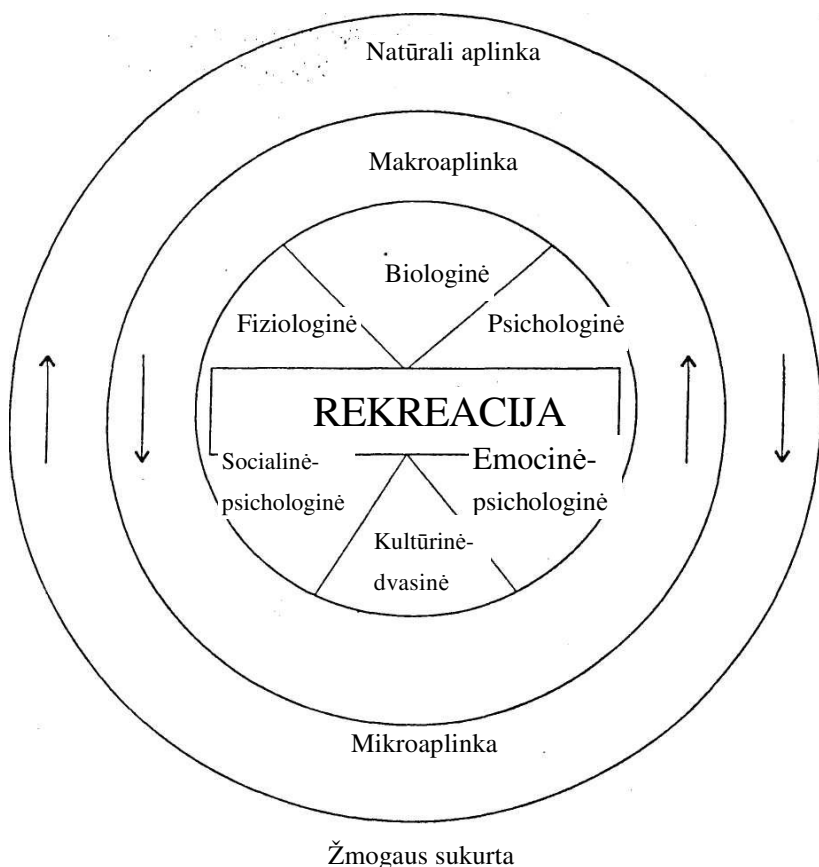 Natūrali aplinka
Makroaplinka
Biologinė
Fiziologinė
Psichologinė
REKREACIJA
Socialinė-
psichologinė
Emocinė-
psichologinė
Kultūrinė-
dvasinė
Mikroaplinka
Žmogaus sukurta